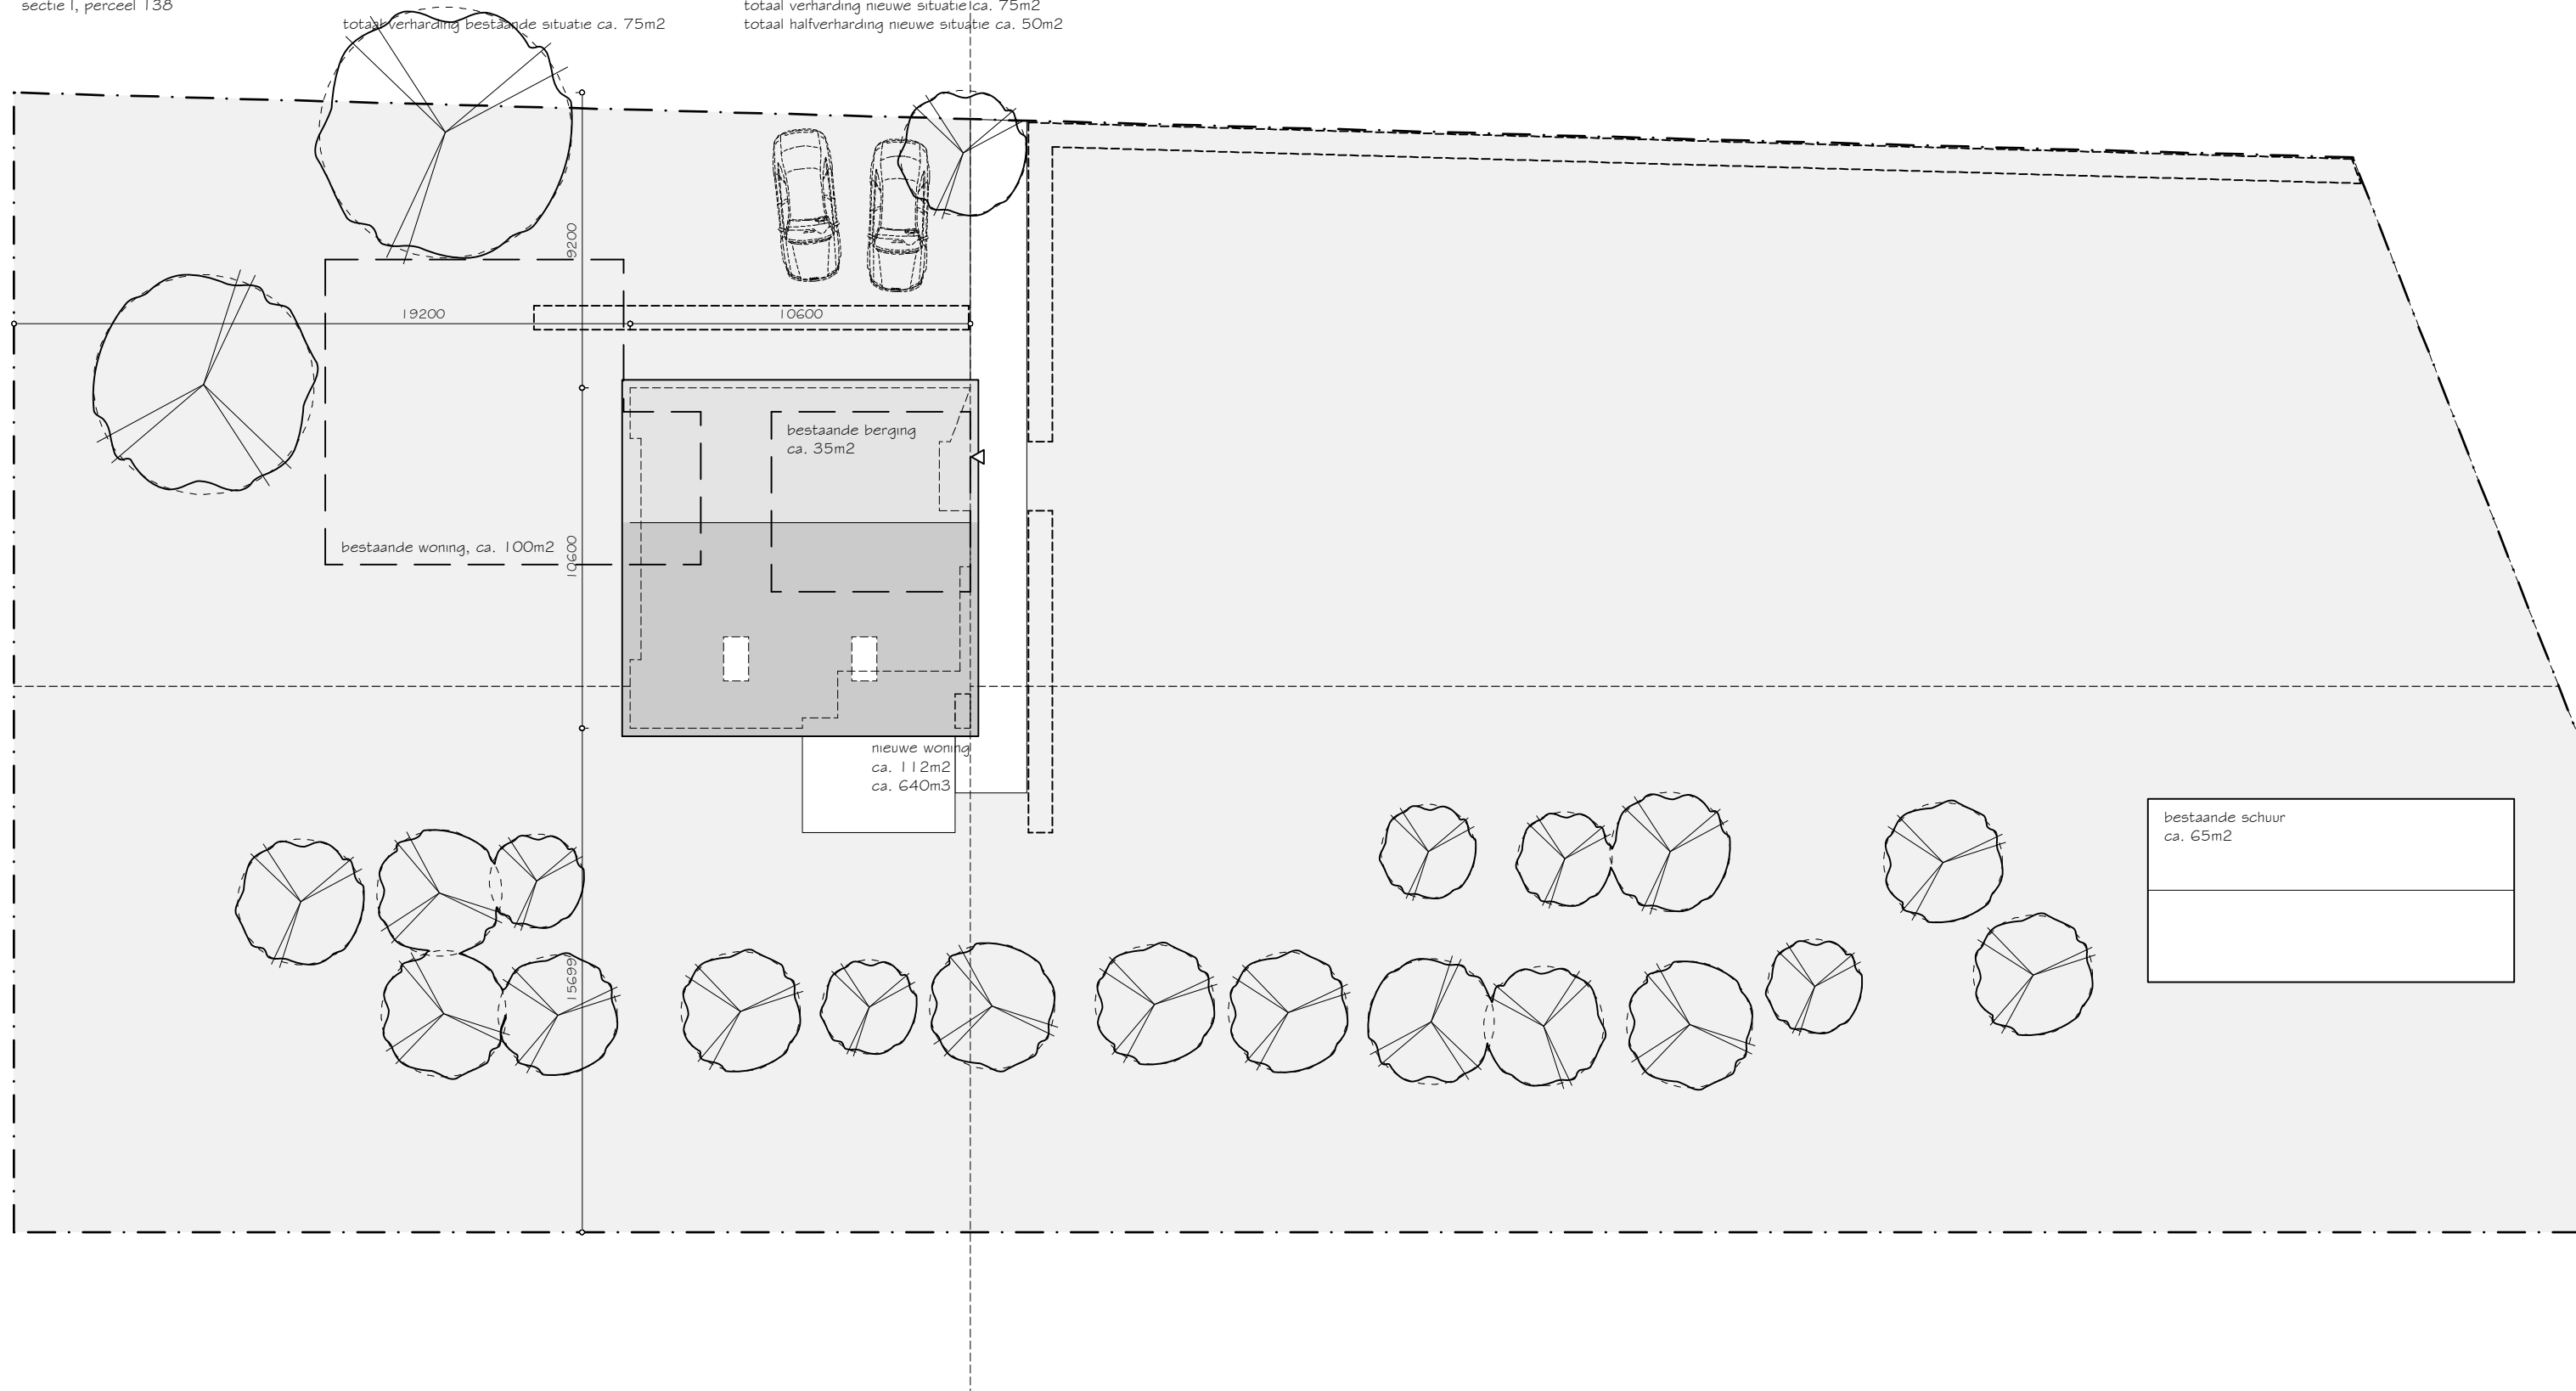 sectie I, perceel 138
totaal verharding bestaande situatie ca. 75m2
totaal verharding nieuwe situatie ca. 75m2
totaal halfverharding nieuwe situatie ca. 50m2
9200
19200
10600
bestaande berging
ca. 35m2
bestaande woning, ca. 100m2
10600
nieuwe woning
ca. 112m2
ca. 640m3
bestaande schuur
ca. 65m2
15699